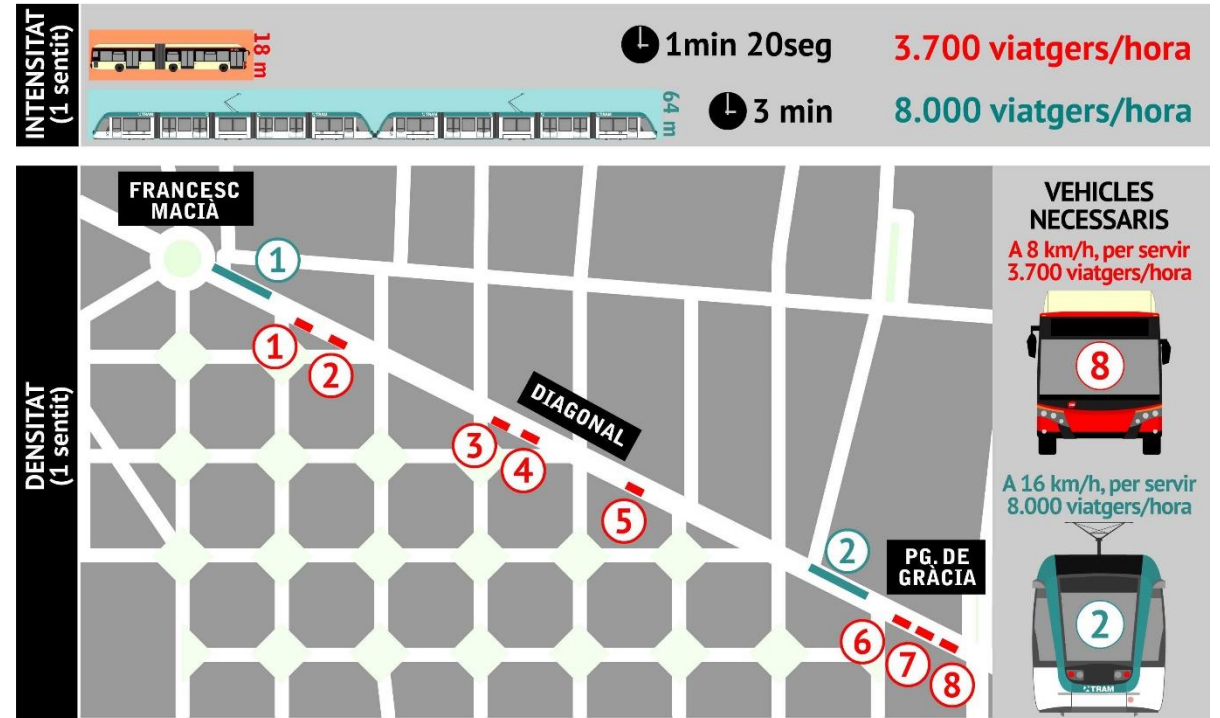 INTENSITAT
(1 sentit)
18 m
1min 20seg
3.700 viatgers/hora
64 m
3 min
8.000 viatgers/hora
DENSITAT
(1 sentit)
FRANCESC
MACIÀ
1
1
2
3
4
DIAGONAL
5
2
PG. DE
GRÀCIA
6
7
8
VEHICLES
NECESSARIS
A 8 km/h, per servir
3.700 viatgers/hora
8
A 16 km/h, per servir
8.000 viatgers/hora
2
TRAM